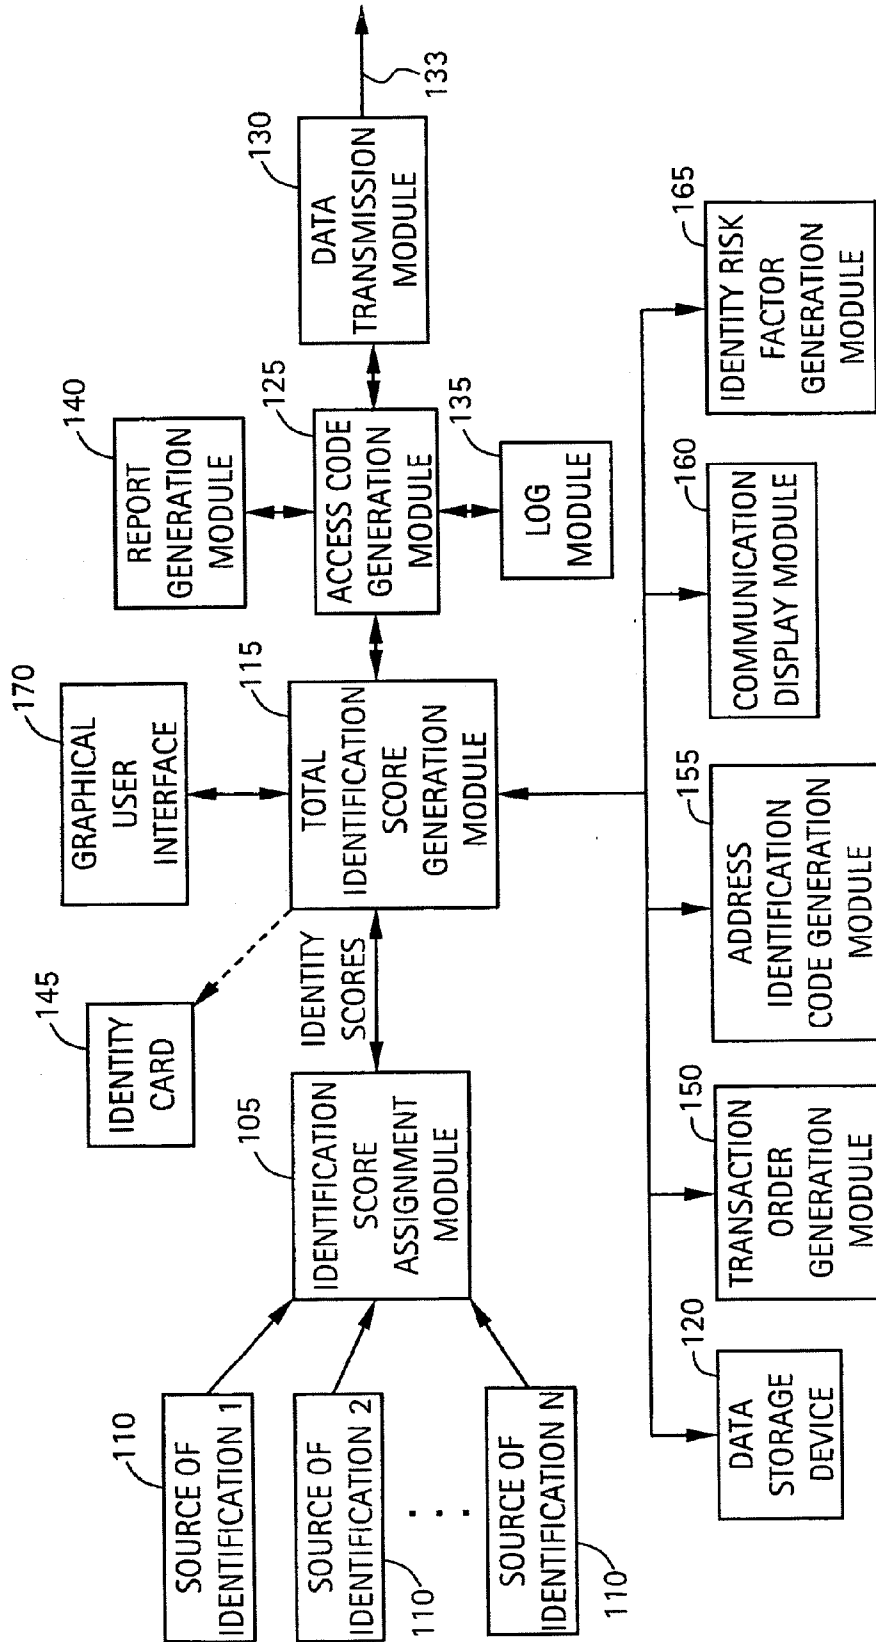 170
GRAPHICAL
USER
INTERFACE
145
IDENTITY
CARD
140
REPORT
GENERATION
MODULE
110
SOURCE OF
IDENTIFICATION 1
SOURCE OF
IDENTIFICATION 2
110
. . .
SOURCE OF
IDENTIFICATION N
110
105
IDENTIFICATION
SCORE
ASSIGNMENT
MODULE
IDENTITY
SCORES
115
TOTAL
IDENTIFICATION
SCORE
GENERATION
MODULE
125
ACCESS CODE
GENERATION
MODULE
130
DATA
TRANSMISSION
MODULE
133
135
LOG
MODULE
120
DATA
STORAGE
DEVICE
150
TRANSACTION
ORDER
GENERATION
MODULE
155
ADDRESS
IDENTIFICATION
CODE GENERATION
MODULE
160
COMMUNICATION
DISPLAY MODULE
165
IDENTITY RISK
FACTOR
GENERATION
MODULE